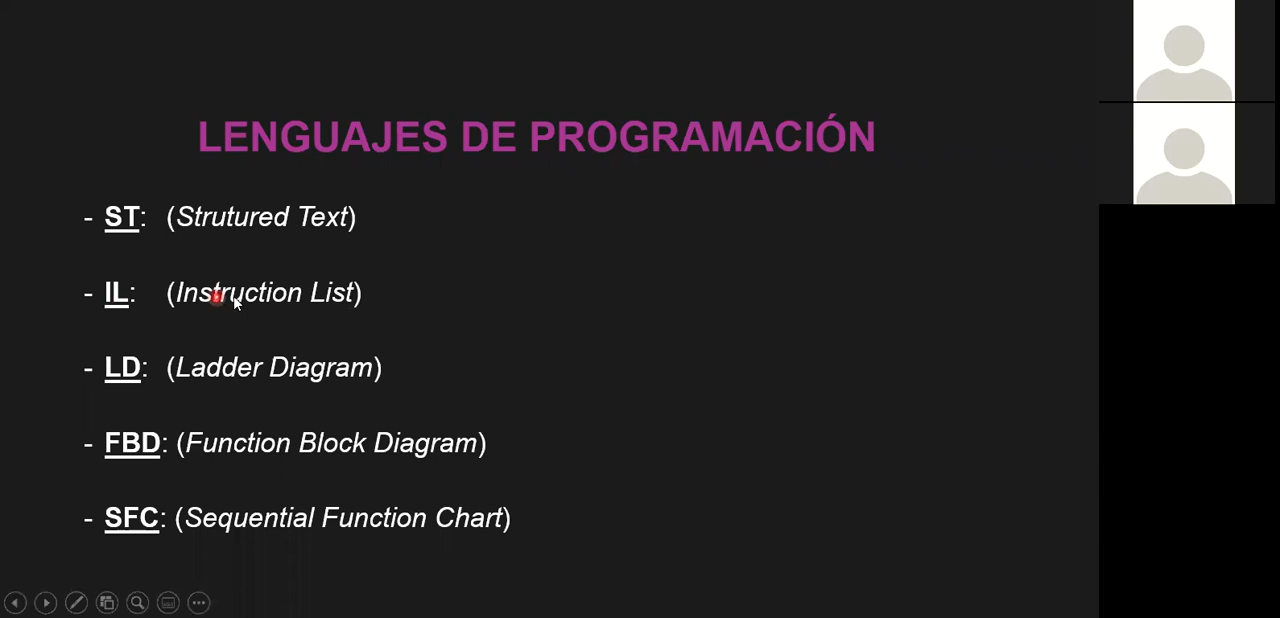 LENGUAJES DE PROGRAMACIÓN
- ST: (Strutured Text)
- IL: (Instruction List)
- LD: (Ladder Diagram)
- FBD: (Function Block Diagram)
- SFC: (Sequential Function Chart)